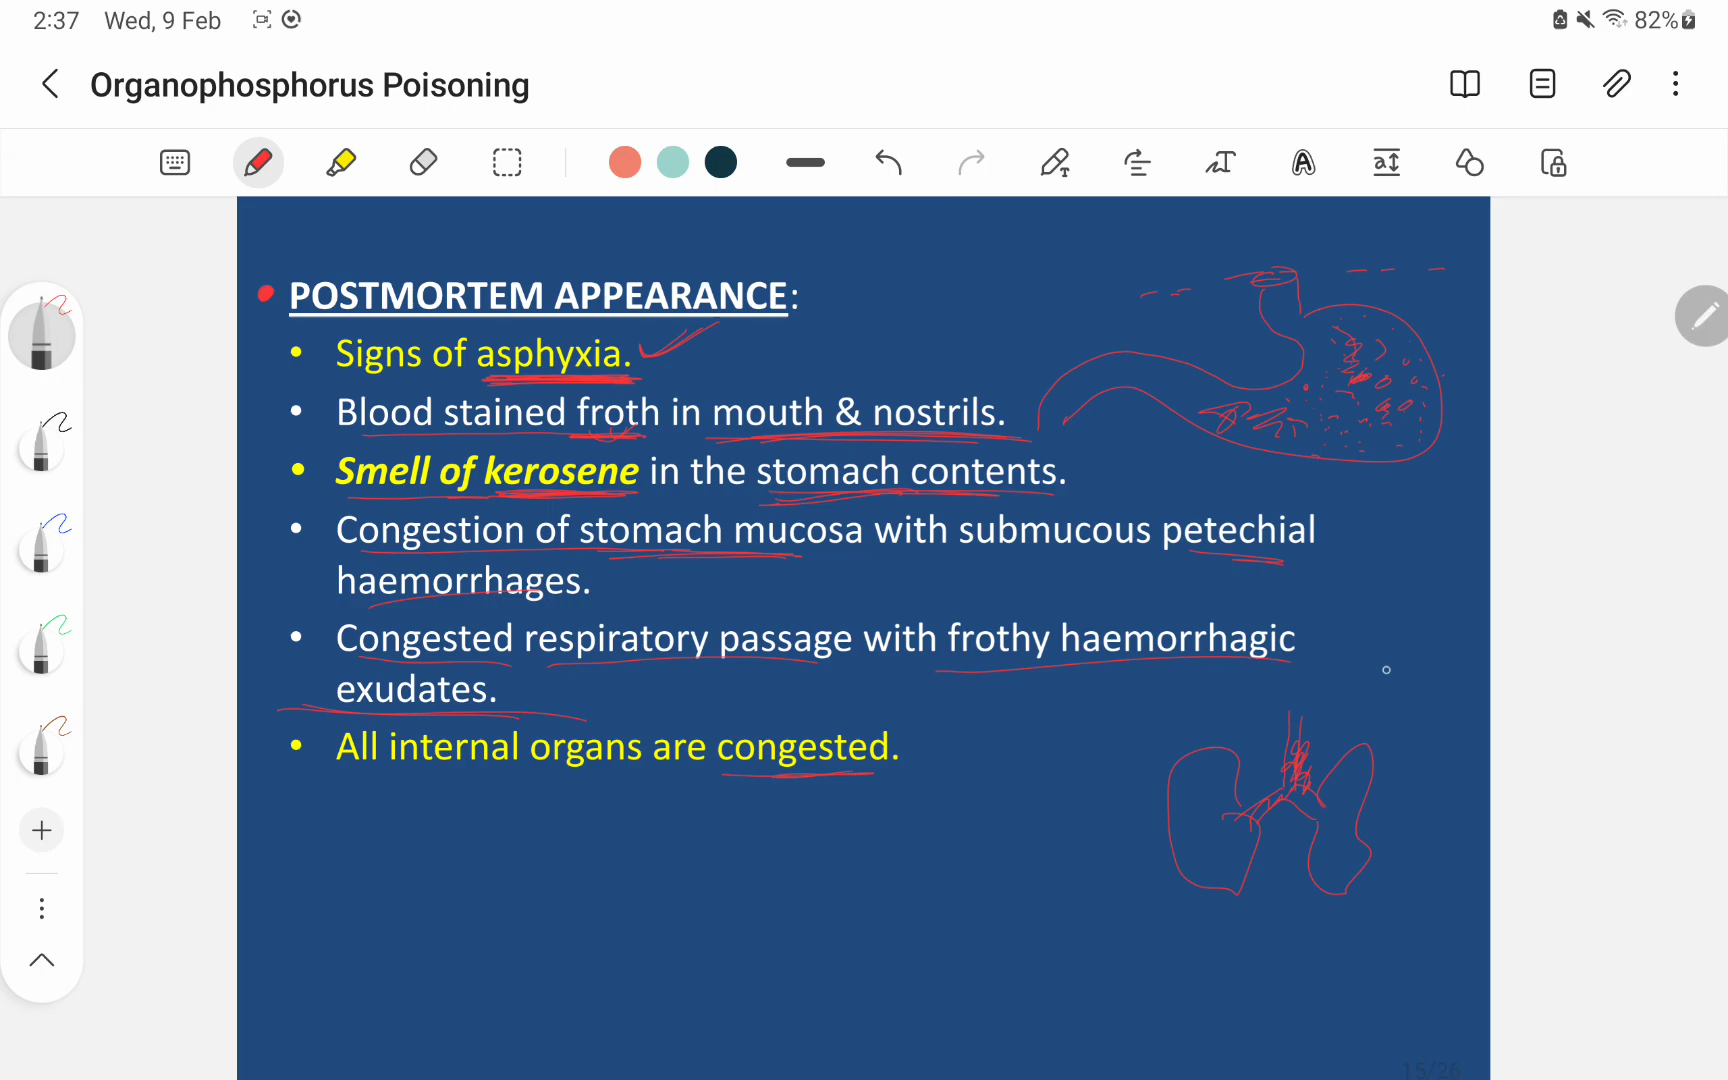 2:37 Wed, 9 Feb 82%
Organophosphorus Poisoning
POSTMORTEM APPEARANCE:
• Signs of asphyxia.
• Blood stained froth in mouth & nostrils.
• Smell of kerosene in the stomach contents.
• Congestion of stomach mucosa with submucous petechial
haemorrhages.
• Congested respiratory passage with frothy haemorrhagic
exudates.
• All internal organs are congested.
15/26